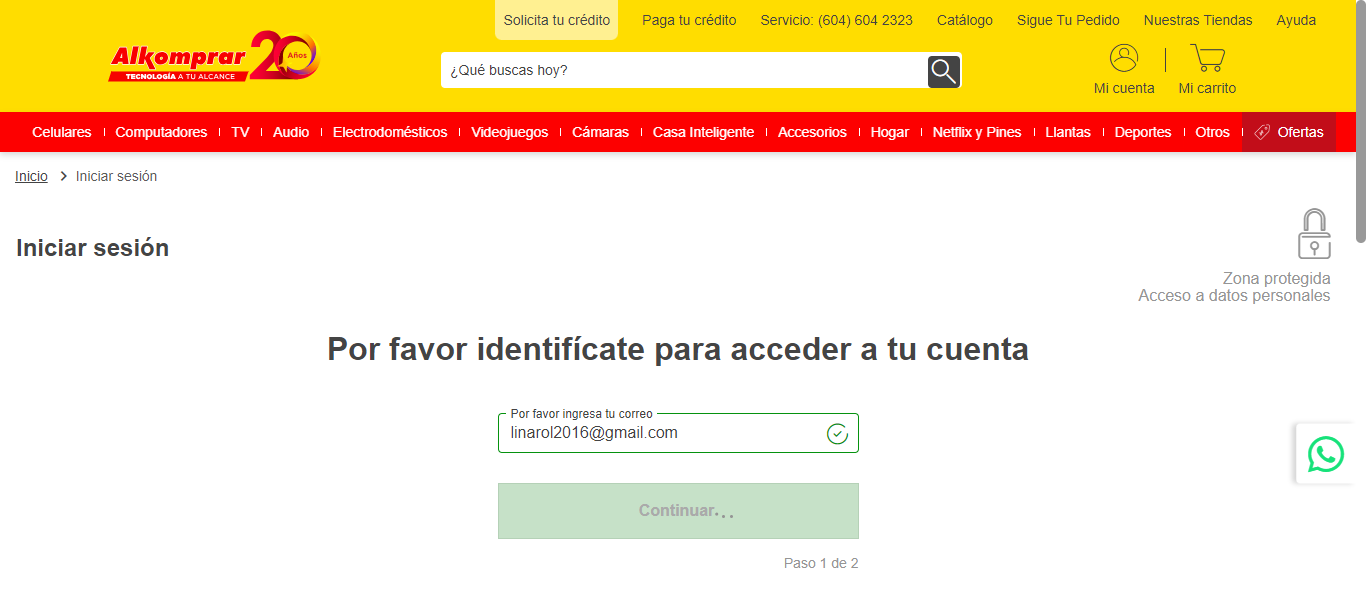 Solicita tu crédito Paga tu crédito Servicio: (604) 604 2323 Catálogo Sigue Tu Pedido Nuestras Tiendas Ayuda
Alkomprar 20 Años
TECNOLOGÍA A TU ALCANCE
¿Qué buscas hoy?
Mi cuenta Mi carrito
Celulares Computadores TV Audio Electrodomésticos Videojuegos Cámaras Casa Inteligente Accesorios Hogar Netflix y Pines Llantas Deportes Otros Ofertas
Inicio Iniciar sesión
Iniciar sesión
Zona protegida
Acceso a datos personales
Por favor identifícate para acceder a tu cuenta
Por favor ingresa tu correo
linarol2016@gmail.com
Continuar...
Paso 1 de 2